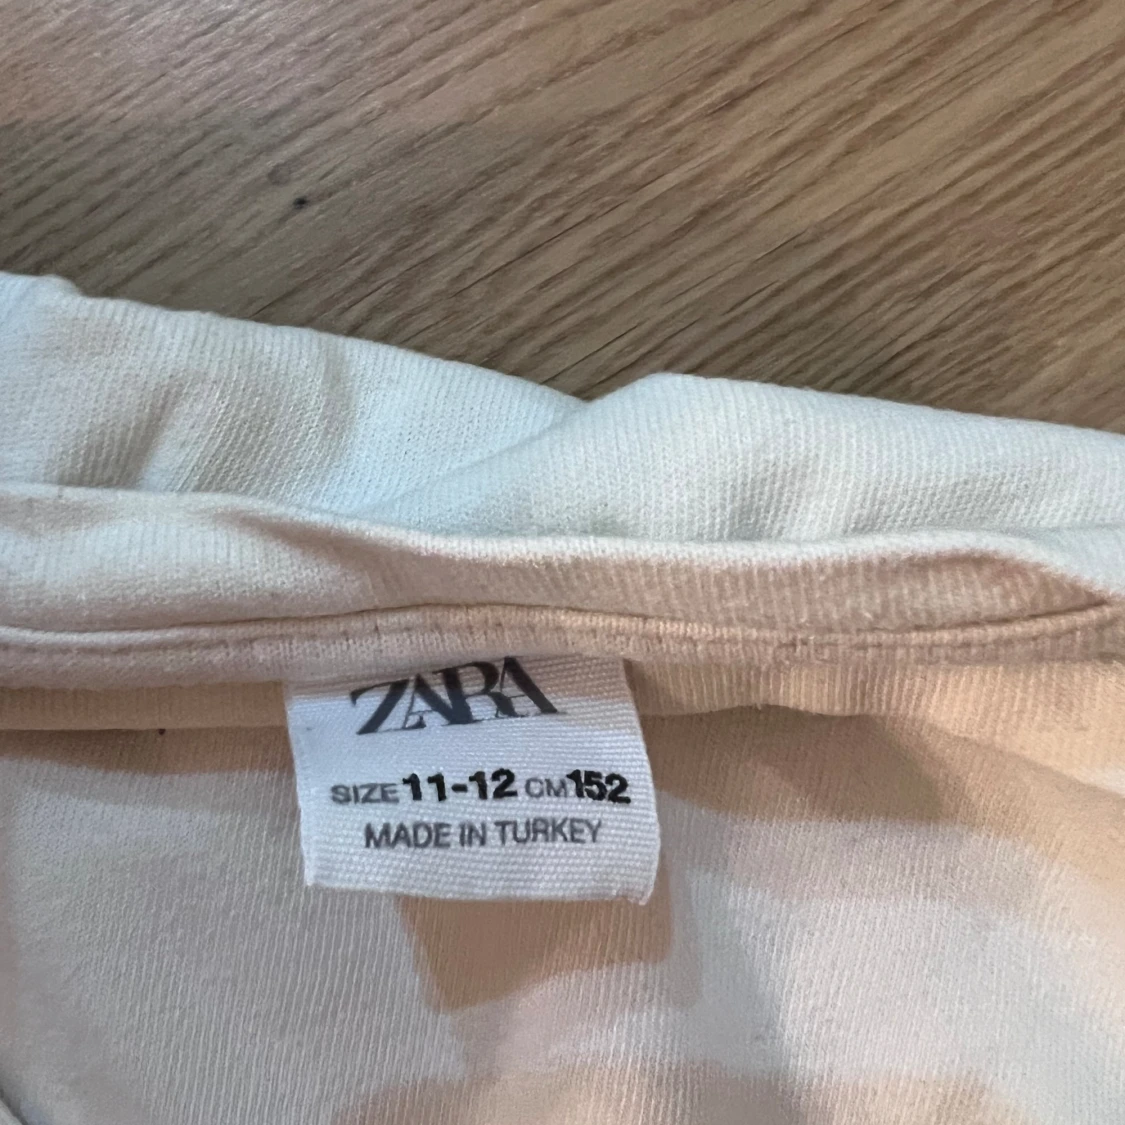 ZARA
SIZE 11-12 CM 152
MADE IN TURKEY